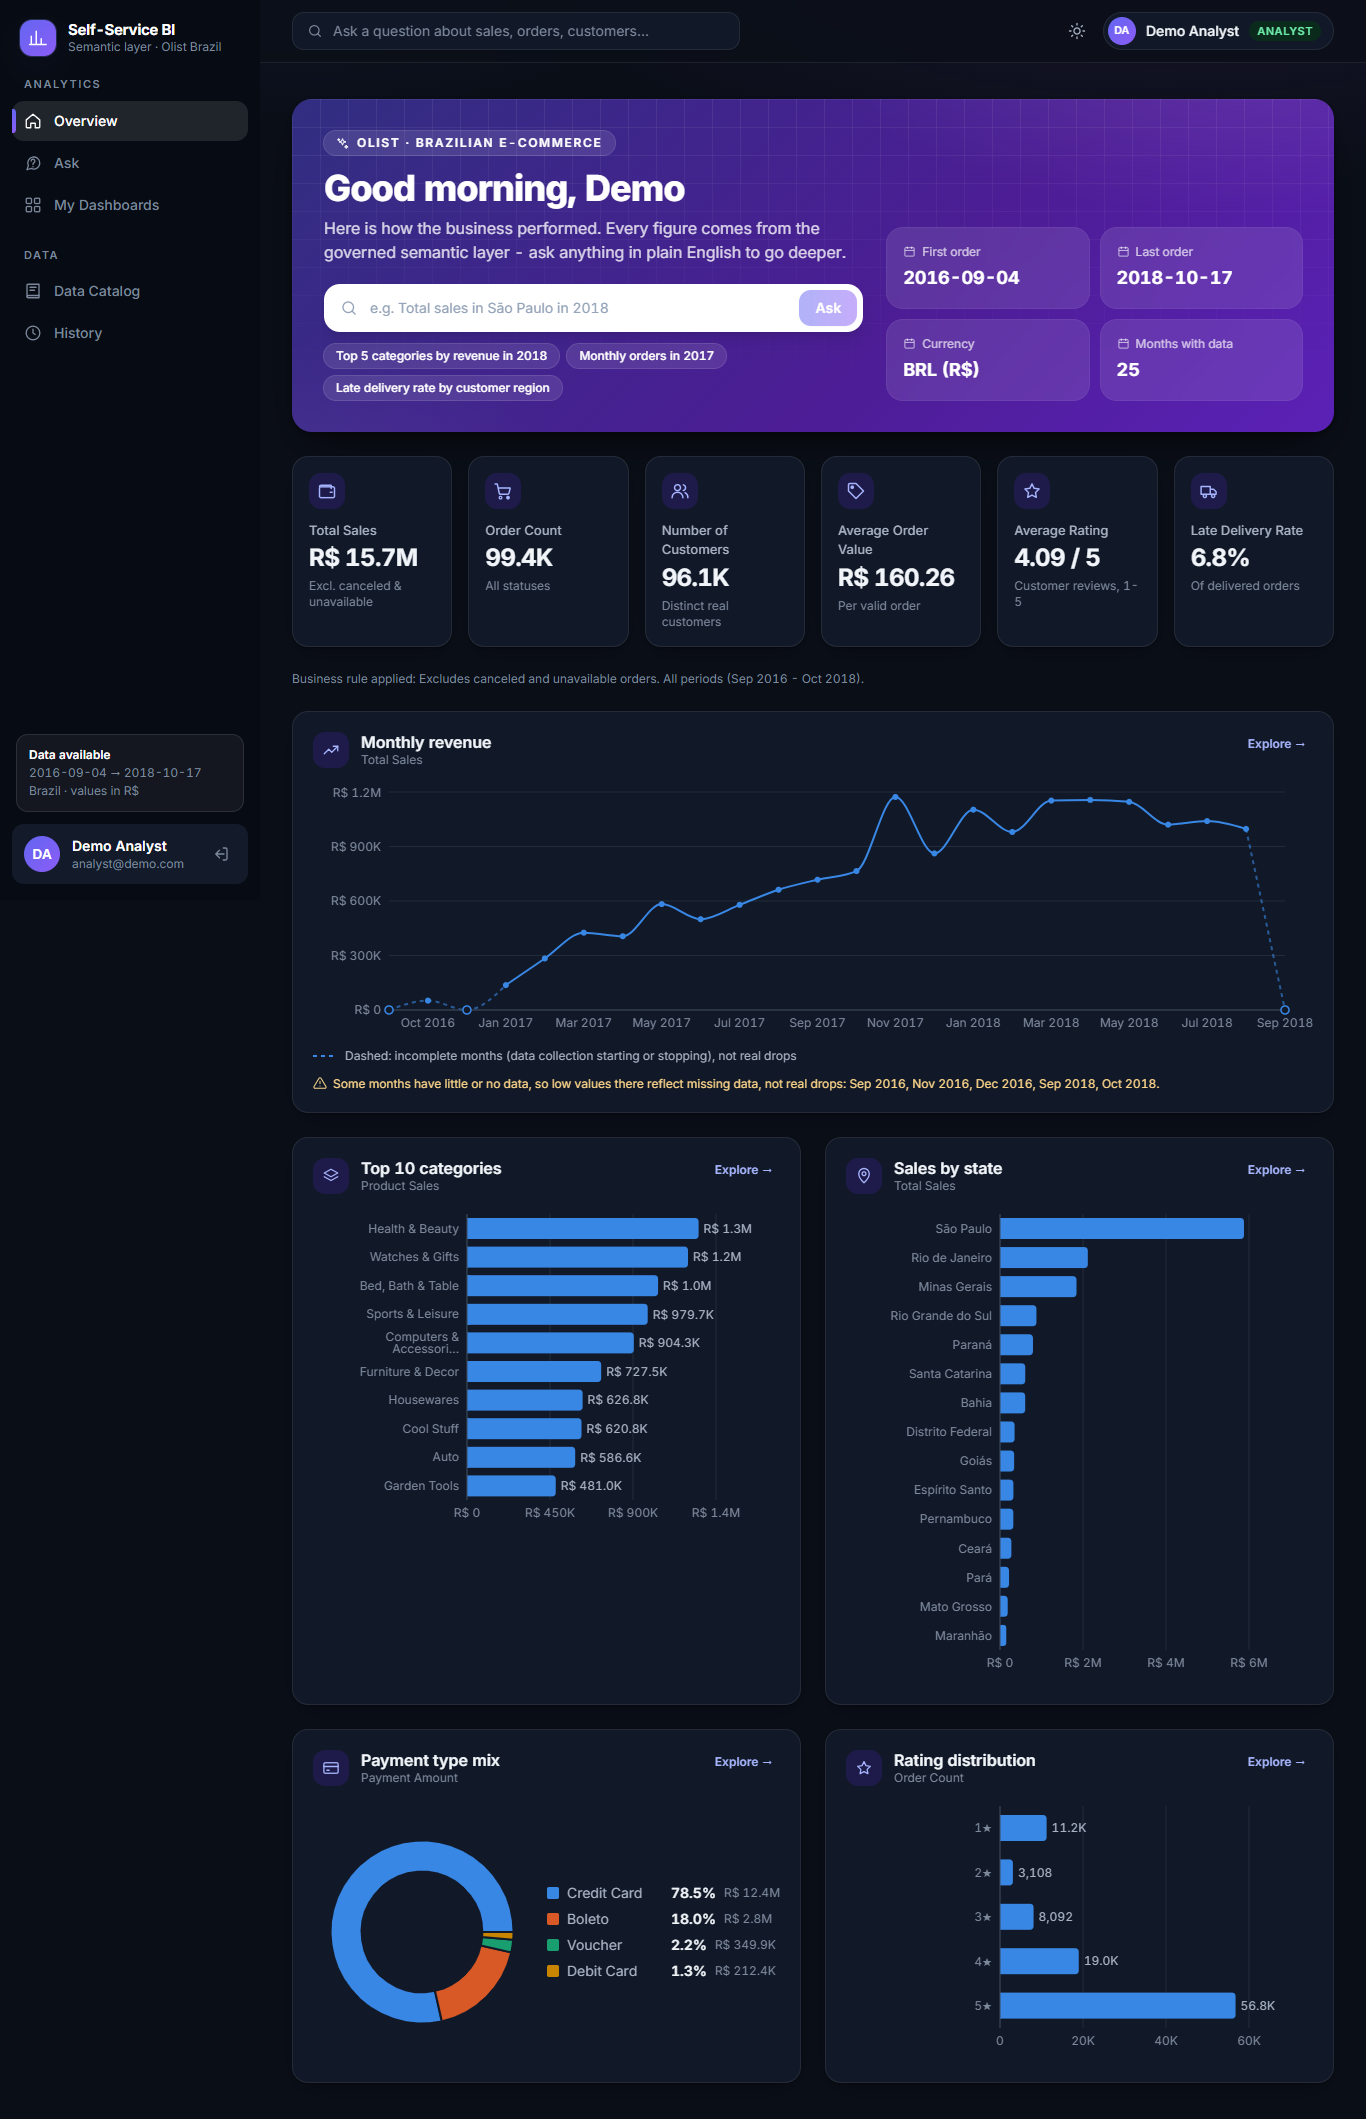 Self-Service BI
Semantic layer · Olist Brazil
ANALYTICS
Overview
Ask
My Dashboards
DATA
Data Catalog
History
Data available
2016-09-04 → 2018-10-17
Brazil · values in R$
DA
Demo Analyst
analyst@demo.com
Ask a question about sales, orders, customers...
DA
Demo Analyst
ANALYST
OLIST · BRAZILIAN E-COMMERCE
Good morning, Demo
Here is how the business performed. Every figure comes from the
governed semantic layer - ask anything in plain English to go deeper.
e.g. Total sales in São Paulo in 2018
Ask
Top 5 categories by revenue in 2018
Monthly orders in 2017
Late delivery rate by customer region
First order
2016-09-04
Last order
2018-10-17
Currency
BRL (R$)
Months with data
25
Total Sales
R$ 15.7M
Excl. canceled &
unavailable
Order Count
99.4K
All statuses
Number of
Customers
96.1K
Distinct real
customers
Average Order
Value
R$ 160.26
Per valid order
Average Rating
4.09 / 5
Customer reviews, 1-
5
Late Delivery Rate
6.8%
Of delivered orders
Business rule applied: Excludes canceled and unavailable orders. All periods (Sep 2016 - Oct 2018).
Monthly revenue
Total Sales
Explore →
R$ 1.2M
R$ 900K
R$ 600K
R$ 300K
R$ 0
Oct 2016
Jan 2017
Mar 2017
May 2017
Jul 2017
Sep 2017
Nov 2017
Jan 2018
Mar 2018
May 2018
Jul 2018
Sep 2018
Dashed: incomplete months (data collection starting or stopping), not real drops
Some months have little or no data, so low values there reflect missing data, not real drops: Sep 2016, Nov 2016, Dec 2016, Sep 2018, Oct 2018.
Top 10 categories
Product Sales
Explore →
Health & Beauty
R$ 1.3M
Watches & Gifts
R$ 1.2M
Bed, Bath & Table
R$ 1.0M
Sports & Leisure
R$ 979.7K
Computers &
Accessori...
R$ 904.3K
Furniture & Decor
R$ 727.5K
Housewares
R$ 626.8K
Cool Stuff
R$ 620.8K
Auto
R$ 586.6K
Garden Tools
R$ 481.0K
R$ 0
R$ 450K
R$ 900K
R$ 1.4M
Sales by state
Total Sales
Explore →
São Paulo
Rio de Janeiro
Minas Gerais
Rio Grande do Sul
Paraná
Santa Catarina
Bahia
Distrito Federal
Goiás
Espírito Santo
Pernambuco
Ceará
Pará
Mato Grosso
Maranhão
R$ 0
R$ 2M
R$ 4M
R$ 6M
Payment type mix
Payment Amount
Explore →
Credit Card 78.5% R$ 12.4M
Boleto 18.0% R$ 2.8M
Voucher 2.2% R$ 349.9K
Debit Card 1.3% R$ 212.4K
Rating distribution
Order Count
Explore →
1★
11.2K
2★
3,108
3★
8,092
4★
19.0K
5★
56.8K
0
20K
40K
60K